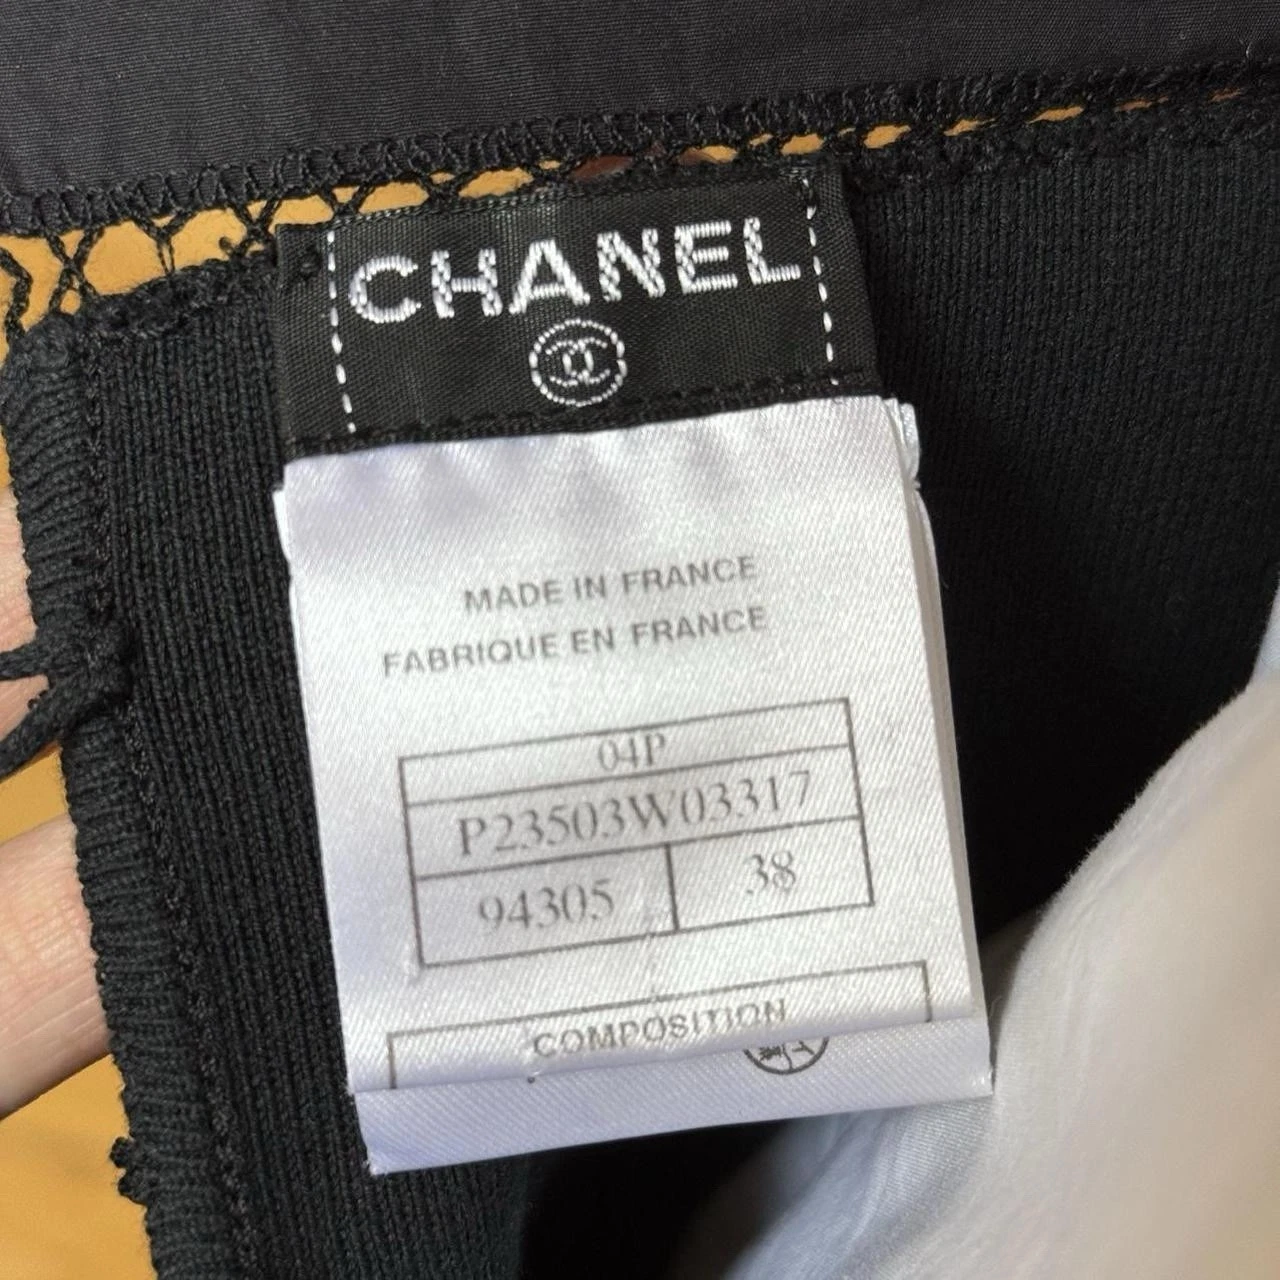 CHANEL
MADE IN FRANCE
FABRIQUE EN FRANCE
04P
P23503W03317
94305 38
COMPOSITION